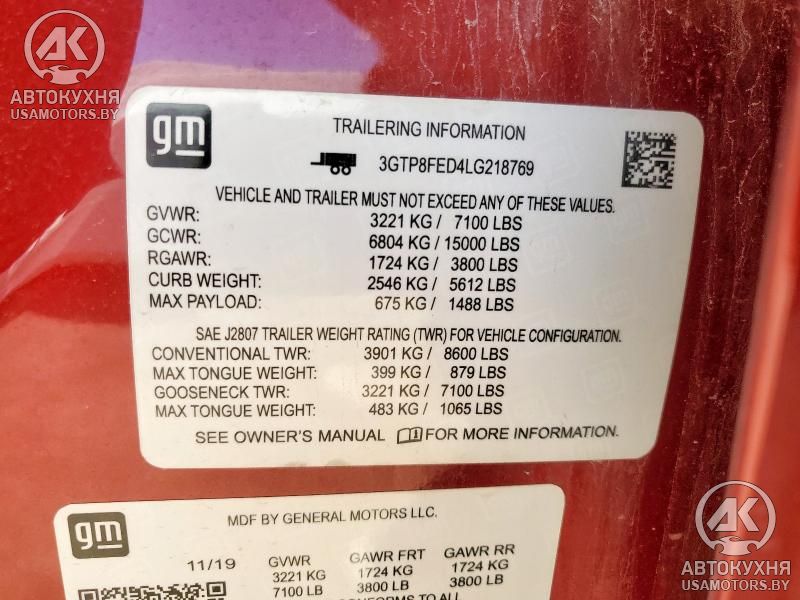 AK
АВТОКУХНЯ
USAMOTORS.BY
gm
TRAILERING INFORMATION
3GTP8FED4LG218769
VEHICLE AND TRAILER MUST NOT EXCEED ANY OF THESE VALUES.
GVWR: 3221 KG / 7100 LBS
GCWR: 6804 KG / 15000 LBS
RGAWR: 1724 KG / 3800 LBS
CURB WEIGHT: 2546 KG / 5612 LBS
MAX PAYLOAD: 675 KG / 1488 LBS
SAE J2807 TRAILER WEIGHT RATING (TWR) FOR VEHICLE CONFIGURATION.
CONVENTIONAL TWR: 3901 KG / 8600 LBS
MAX TONGUE WEIGHT: 399 KG / 879 LBS
GOOSENECK TWR: 3221 KG / 7100 LBS
MAX TONGUE WEIGHT: 483 KG / 1065 LBS
SEE OWNER'S MANUAL FOR MORE INFORMATION.
gm
MDF BY GENERAL MOTORS LLC.
11/19 GVWR GAWR FRT GAWR RR
3221 KG 1724 KG 1724 KG
7100 LB 3800 LB 3800 LB
AK
АВТОКУХНЯ
USAMOTORS.BY